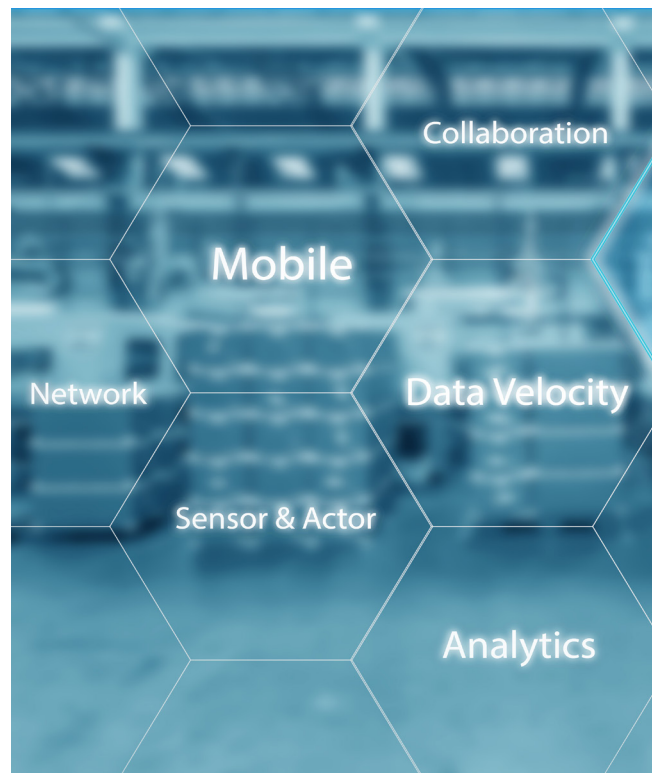 Collaboration
Mobile
Network
Data Velocity
Sensor & Actor
Analytics